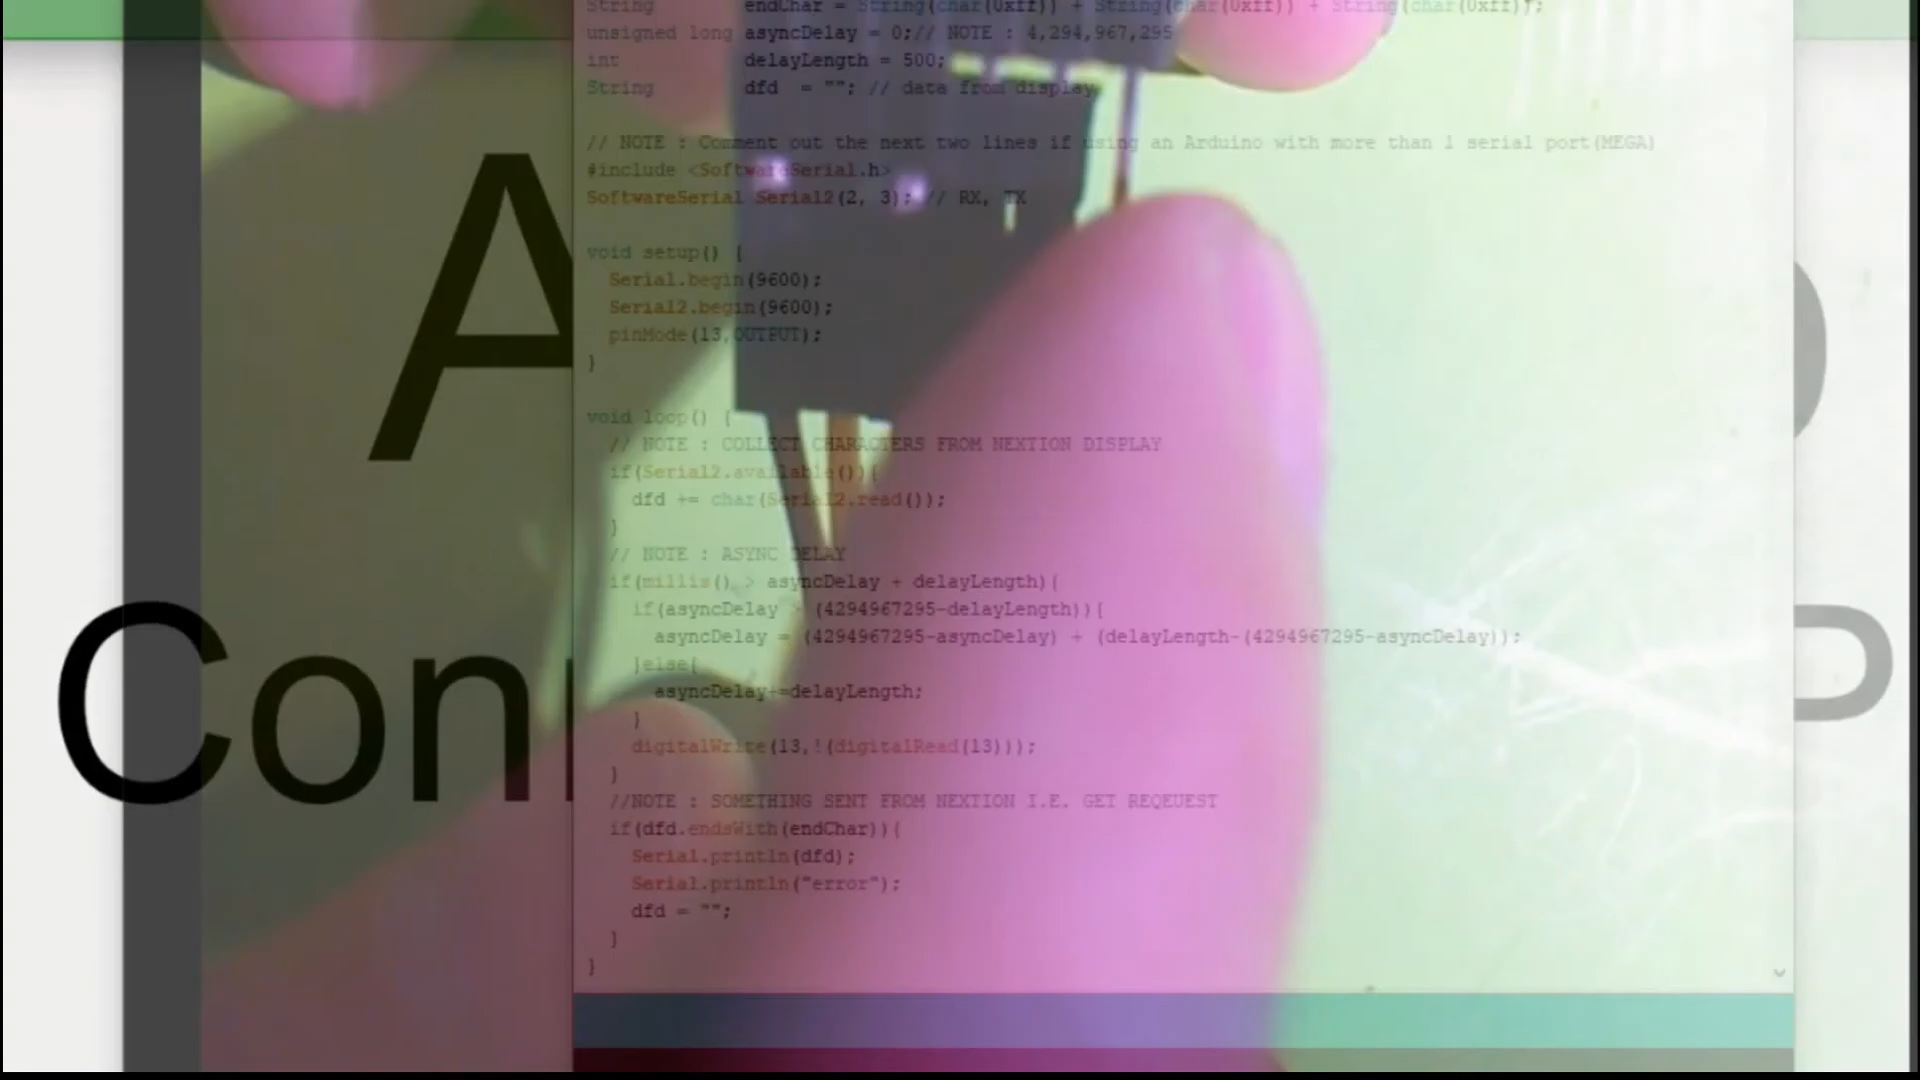 String endChar = String(char(0xff)) + String(char(0xff)) + String(char(0xff));
unsigned long asyncDelay = 0;// NOTE : 4,294,967,295
int delayLength = 500;
String dfd = ""; // data from display
// NOTE : Comment out the next two lines if using an Arduino with more than 1 serial port(MEGA)
#include <SoftwareSerial.h>
SoftwareSerial Serial2(2, 3); // RX, TX
void setup() {
Serial.begin(9600);
Serial2.begin(9600);
pinMode(13,OUTPUT);
}
void loop() {
// NOTE : COLLECT CHARACTERS FROM NEXTION DISPLAY
if(Serial2.available()){
dfd += char(Serial2.read());
}
// NOTE : ASYNC DELAY
if(millis() > asyncDelay + delayLength){
if(asyncDelay > (4294967295-delayLength)){
asyncDelay = (4294967295-asyncDelay) + (delayLength-(4294967295-asyncDelay));
}else{
asyncDelay+=delayLength;
}
digitalWrite(13,!(digitalRead(13)));
}
//NOTE : SOMETHING SENT FROM NEXTION I.E. GET REQEUEST
if(dfd.endsWith(endChar)){
Serial.println(dfd);
Serial.println("error");
dfd = "";
}
}